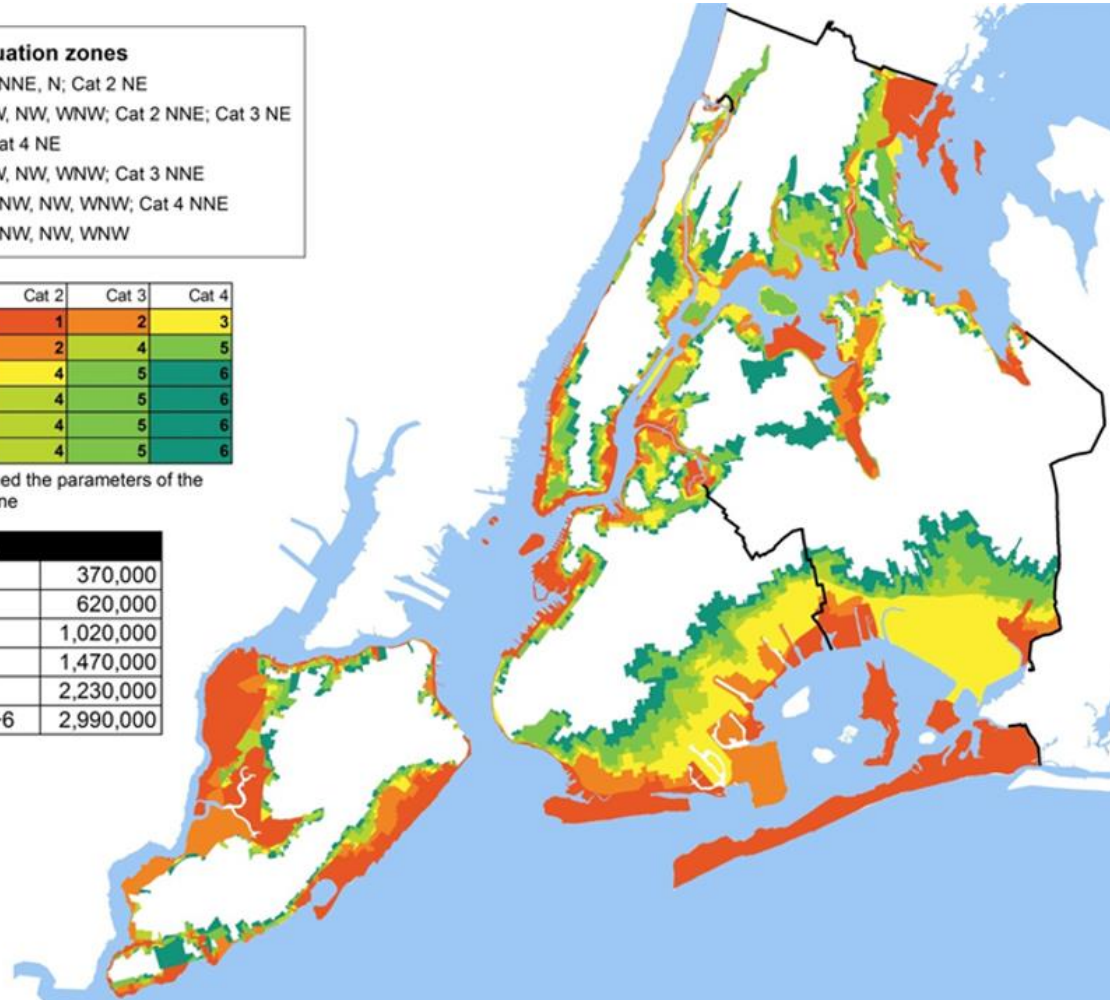 uation zones
NNE, N; Cat 2 NE
, NW, WNW; Cat 2 NNE; Cat 3 NE
at 4 NE
, NW, WNW; Cat 3 NNE
NW, NW, WNW; Cat 4 NNE
NW, NW, WNW
Cat 2 Cat 3 Cat 4
1 2 3
2 4 5
4 5 6
4 5 6
4 5 6
4 5 6
ed the parameters of the
ne
370,000
620,000
1,020,000
1,470,000
2,230,000
6 2,990,000